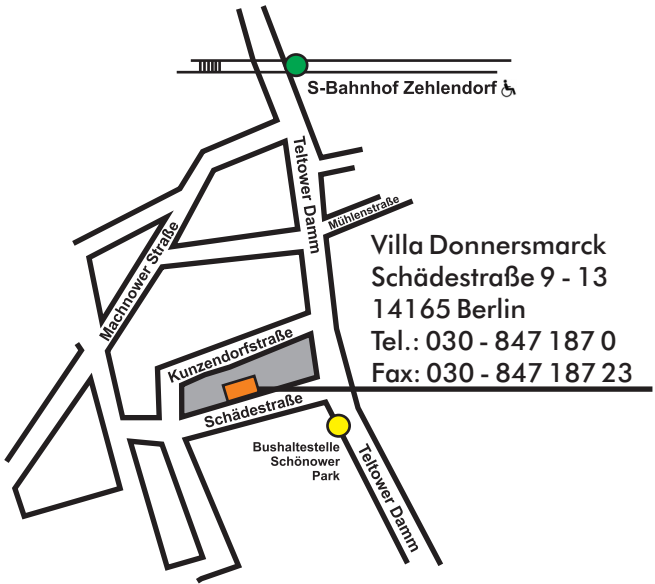 S-Bahnhof Zehlendorf
Teltower Damm
Mühlenstraße
Machnower Straße
Villa Donnersmarck
Schädestraße 9 - 13
14165 Berlin
Tel.: 030 - 847 187 0
Fax: 030 - 847 187 23
Kunzendorfstraße
Schädestraße
Bushaltestelle
Schönower
Park
Teltower Damm